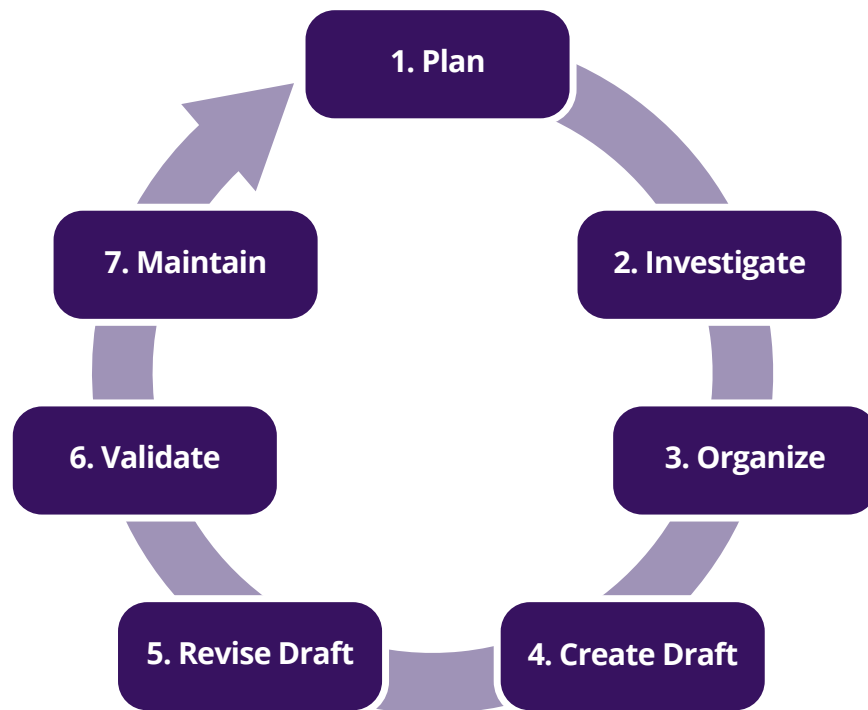 1. Plan
2. Investigate
3. Organize
4. Create Draft
5. Revise Draft
6. Validate
7. Maintain